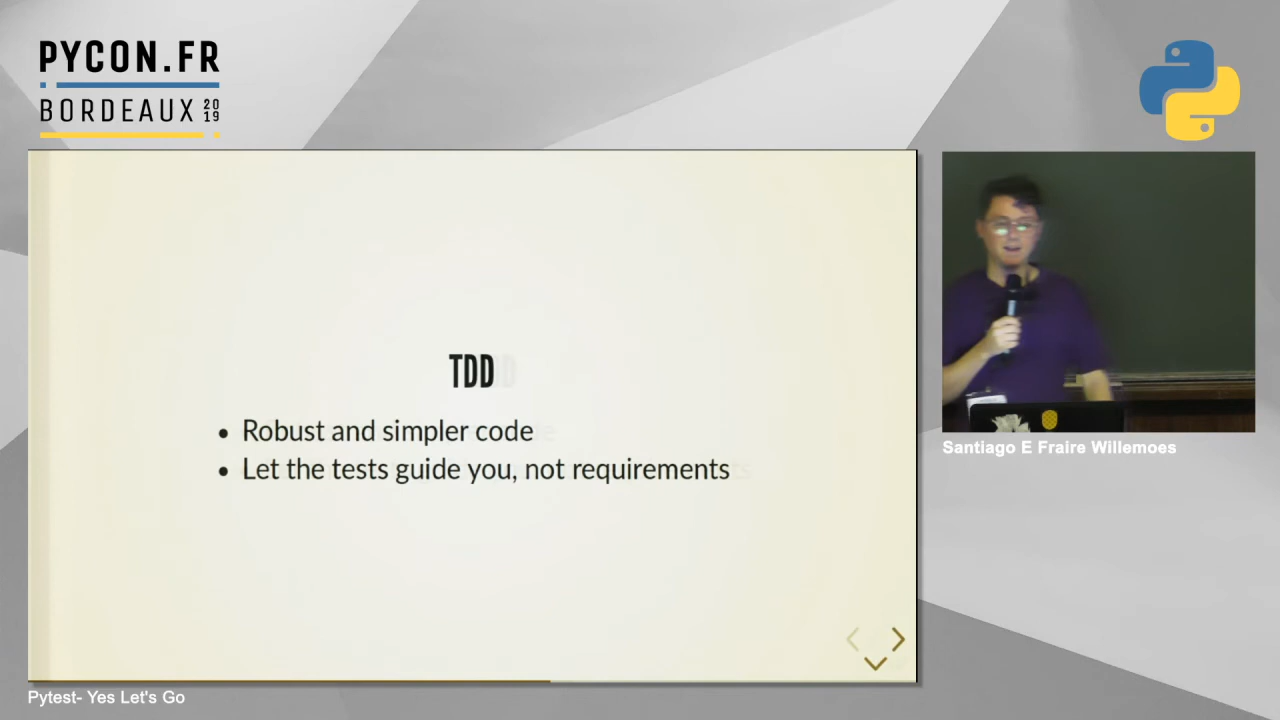 PYCON.FR
BORDEAUX 2019
TDD
• Robust and simpler code
• Let the tests guide you, not requirements
Santiago E Fraire Willemoes
Pytest- Yes Let's Go